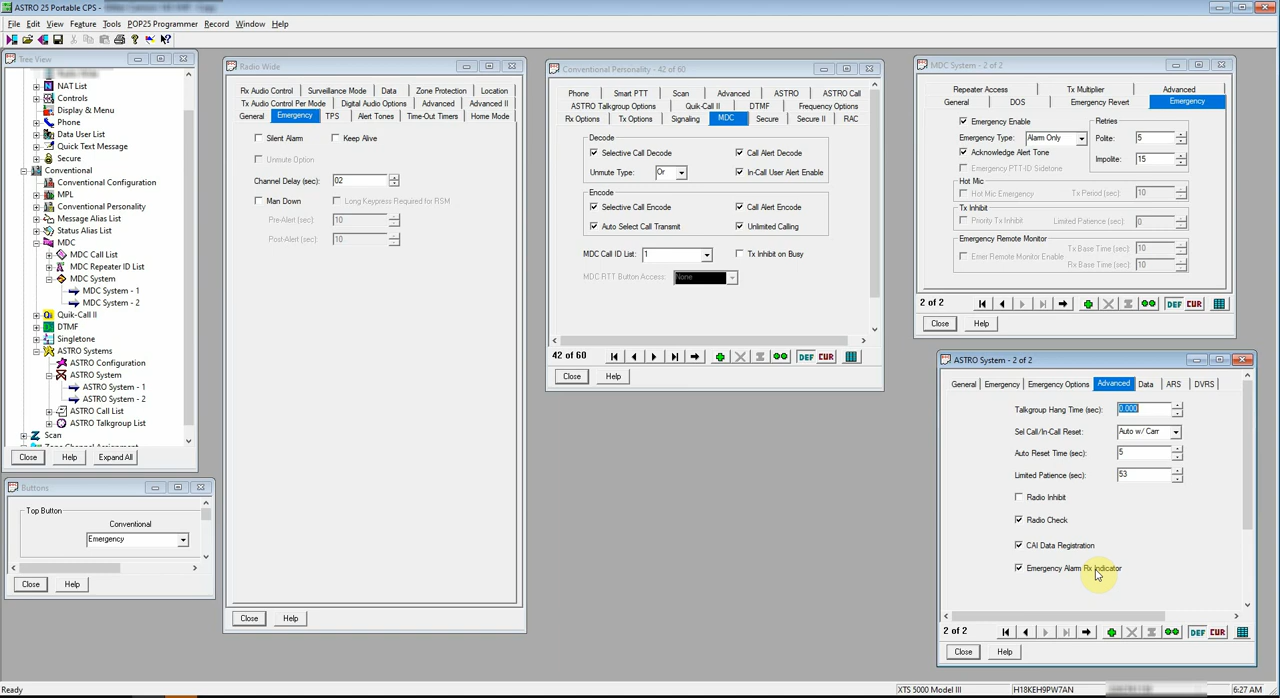 ASTRO 25 Portable CPS -
File Edit View Feature Tools POP25 Programmer Record Window Help
Tree View
NAT List
Controls
Display & Menu
Phone
Data User List
Quick Text Message
Secure
Conventional
Conventional Configuration
MPL
Conventional Personality
Message Alias List
Status Alias List
MDC
MDC Call List
MDC Repeater ID List
MDC System
MDC System - 1
MDC System - 2
Quik-Call II
DTMF
Singletone
ASTRO Systems
ASTRO Configuration
ASTRO System
ASTRO System - 1
ASTRO System - 2
ASTRO Call List
ASTRO Talkgroup List
Scan
Close Help Expand All
Buttons
Top Button
Conventional
Emergency
Close Help
Radio Wide
Rx Audio Control Surveillance Mode Data Zone Protection Location
Tx Audio Control Per Mode Digital Audio Options Advanced Advanced II
General Emergency TPS Alert Tones Time-Out Timers Home Mode
Silent Alarm Keep Alive
Unmute Option
Channel Delay (sec): 02
Man Down Long Keypress Required for RSM
Pre-Alert (sec): 10
Post-Alert (sec): 10
Close Help
Conventional Personality - 42 of 60
Phone Smart PTT Scan Advanced ASTRO ASTRO Call
ASTRO Talkgroup Options Quik-Call II DTMF Frequency Options
Rx Options Tx Options Signaling MDC Secure Secure II RAC
Decode
Selective Call Decode Call Alert Decode
Unmute Type: Or In-Call User Alert Enable
Encode
Selective Call Encode Call Alert Encode
Auto Select Call Transmit Unlimited Calling
MDC Call ID List: 1 Tx Inhibit on Busy
MDC RTT Button Access: None
42 of 60 DEF CUR
Close Help
MDC System - 2 of 2
Repeater Access Tx Multiplier Advanced
General DOS Emergency Revert Emergency
Emergency Enable Retries
Emergency Type: Alarm Only Polite: 5
Acknowledge Alert Tone Impolite: 15
Emergency PTT-ID Sidetone
Hot Mic
Hot Mic Emergency Tx Period (sec): 10
Tx Inhibit
Priority Tx Inhibit Limited Patience (sec): 0
Emergency Remote Monitor
Emer Remote Monitor Enable Tx Base Time (sec): 10
Rx Base Time (sec): 10
2 of 2 DEF CUR
Close Help
ASTRO System - 2 of 2
General Emergency Emergency Options Advanced Data ARS DVRS
Talkgroup Hang Time (sec): 0.000
Sel Call/In-Call Reset: Auto w/ Carr
Auto Reset Time (sec): 5
Limited Patience (sec): 53
Radio Inhibit
Radio Check
CAI Data Registration
Emergency Alarm Rx Indicator
2 of 2 DEF CUR
Close Help
Ready XTS 5000 Model III H18KEH9PW7AN 6:27 AM